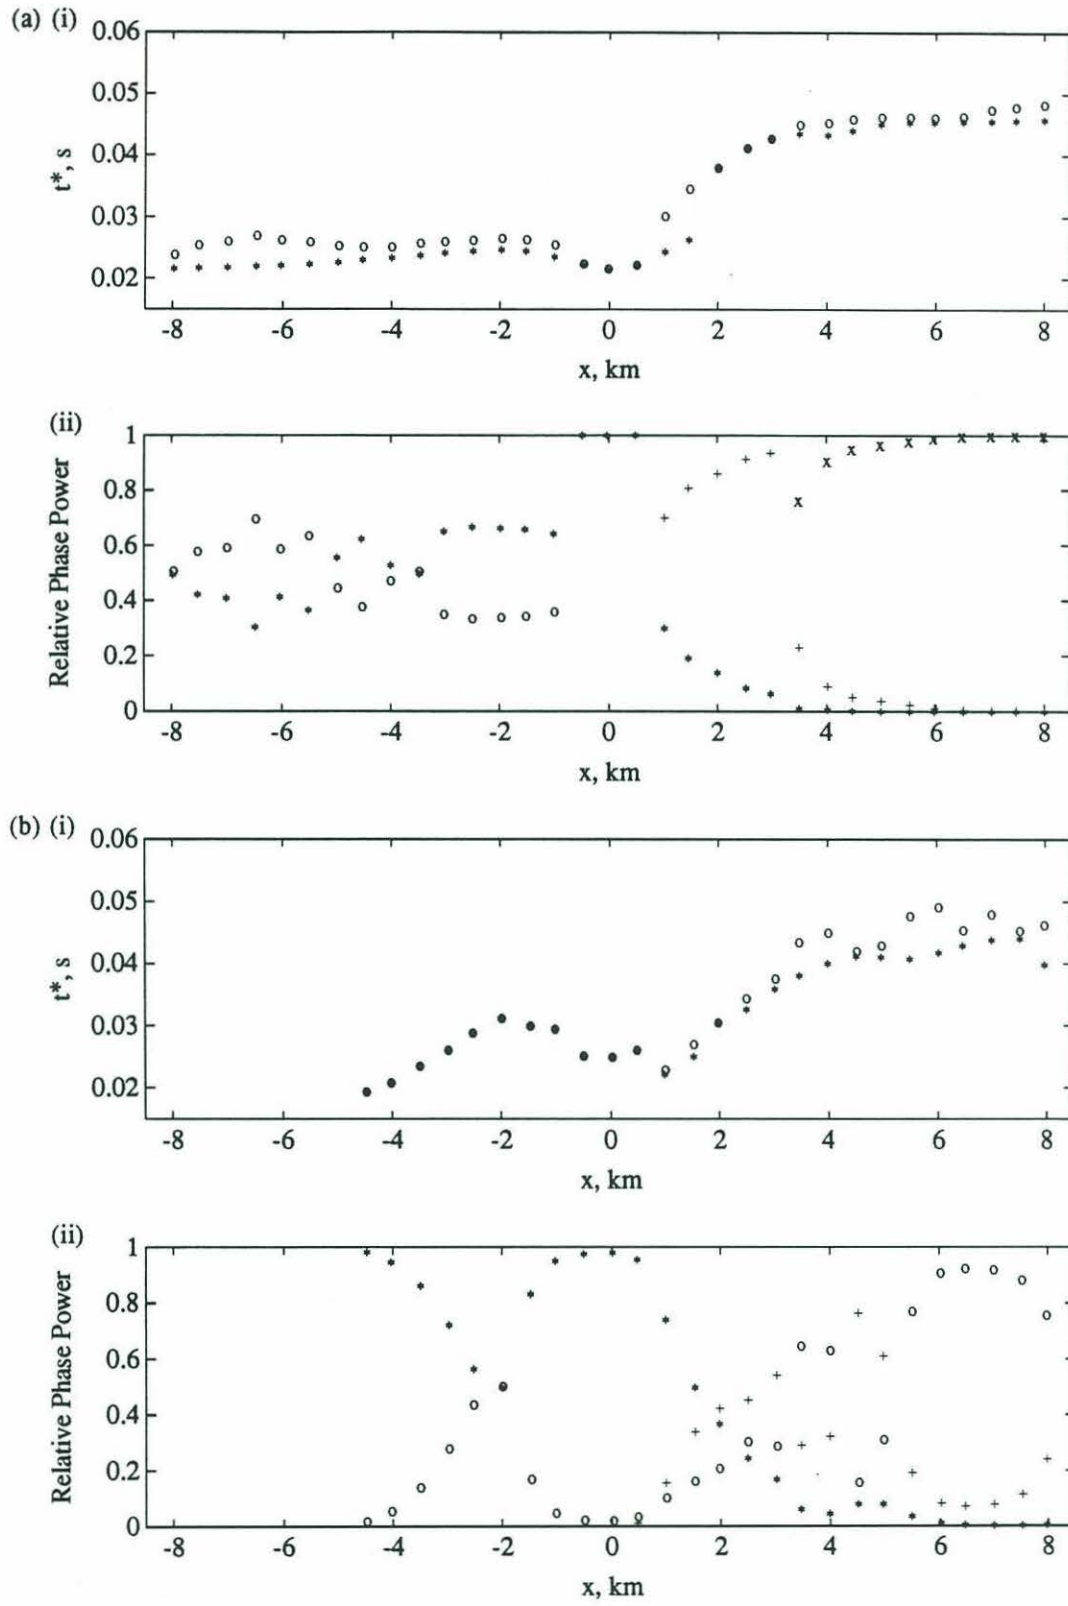 (a) (i)
0.06
0.05
0.04
0.03
0.02
t*, s
-8 -6 -4 -2 0 2 4 6 8
x, km
(ii)
1
0.8
0.6
0.4
0.2
0
Relative Phase Power
-8 -6 -4 -2 0 2 4 6 8
x, km
(b) (i)
0.06
0.05
0.04
0.03
0.02
t*, s
-8 -6 -4 -2 0 2 4 6 8
x, km
(ii)
1
0.8
0.6
0.4
0.2
0
Relative Phase Power
-8 -6 -4 -2 0 2 4 6 8
x, km